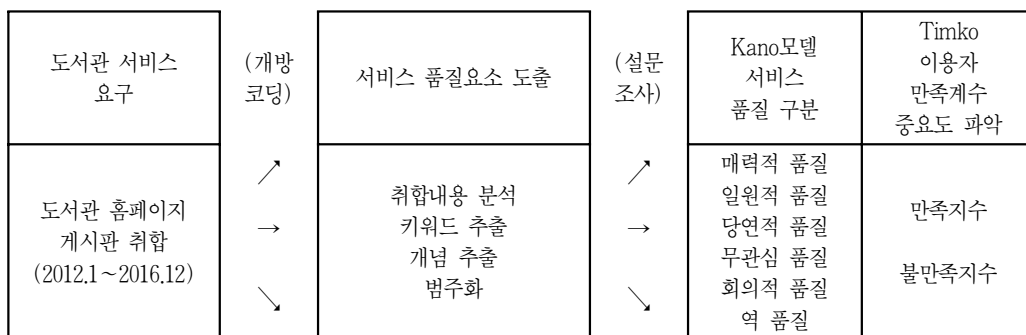 도서관 서비스
요구
(개방
코딩)
서비스 품질요소 도출
(설문
조사)
Kano모델
서비스
품질 구분
Timko
이용자
만족계수
중요도 파악
도서관 홈페이지
게시판 취합
(2012.1~2016.12)
↗
→
↘
취합내용 분석
키워드 추출
개념 추출
범주화
↗
→
↘
매력적 품질
일원적 품질
당연적 품질
무관심 품질
회의적 품질
역 품질
만족지수
불만족지수